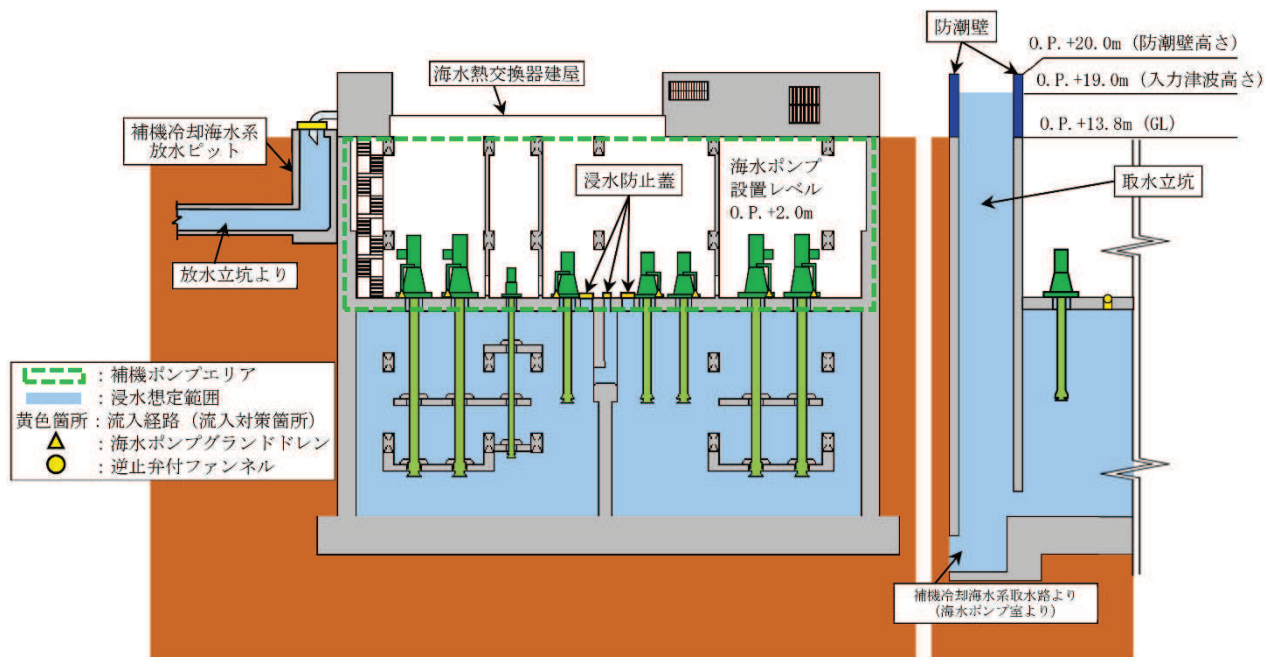 防潮壁
O.P.+20.0m (防潮壁高さ)
海水熱交換器建屋
O.P.+19.0m (入力津波高さ)
補機冷却海水系
放水ピット
O.P.+13.8m (GL)
浸水防止蓋
海水ポンプ
設置レベル
O.P.+2.0m
取水立坑
放水立坑より
：補機ポンプエリア
：浸水想定範囲
黄色箇所：流入経路（流入対策箇所）
：海水ポンプグランドドレン
：逆止弁付ファンネル
補機冷却海水系取水路より
(海水ポンプ室より)